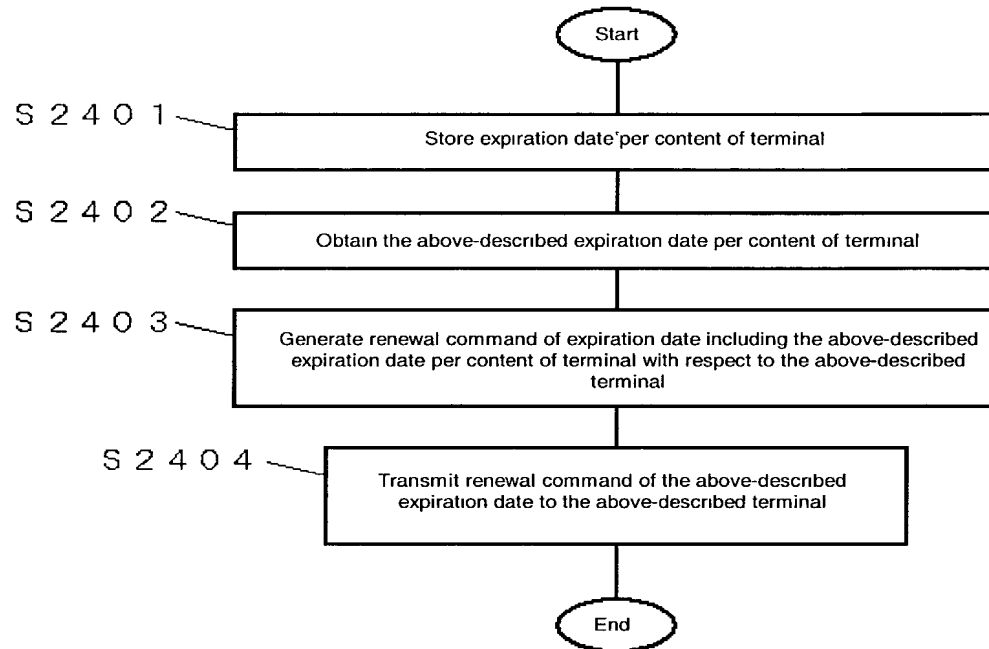 Start
S2401
Store expiration date per content of terminal
S2402
Obtain the above-described expiration date per content of terminal
S2403
Generate renewal command of expiration date including the above-described
expiration date per content of terminal with respect to the above-described
terminal
S2404
Transmit renewal command of the above-described
expiration date to the above-described terminal
End